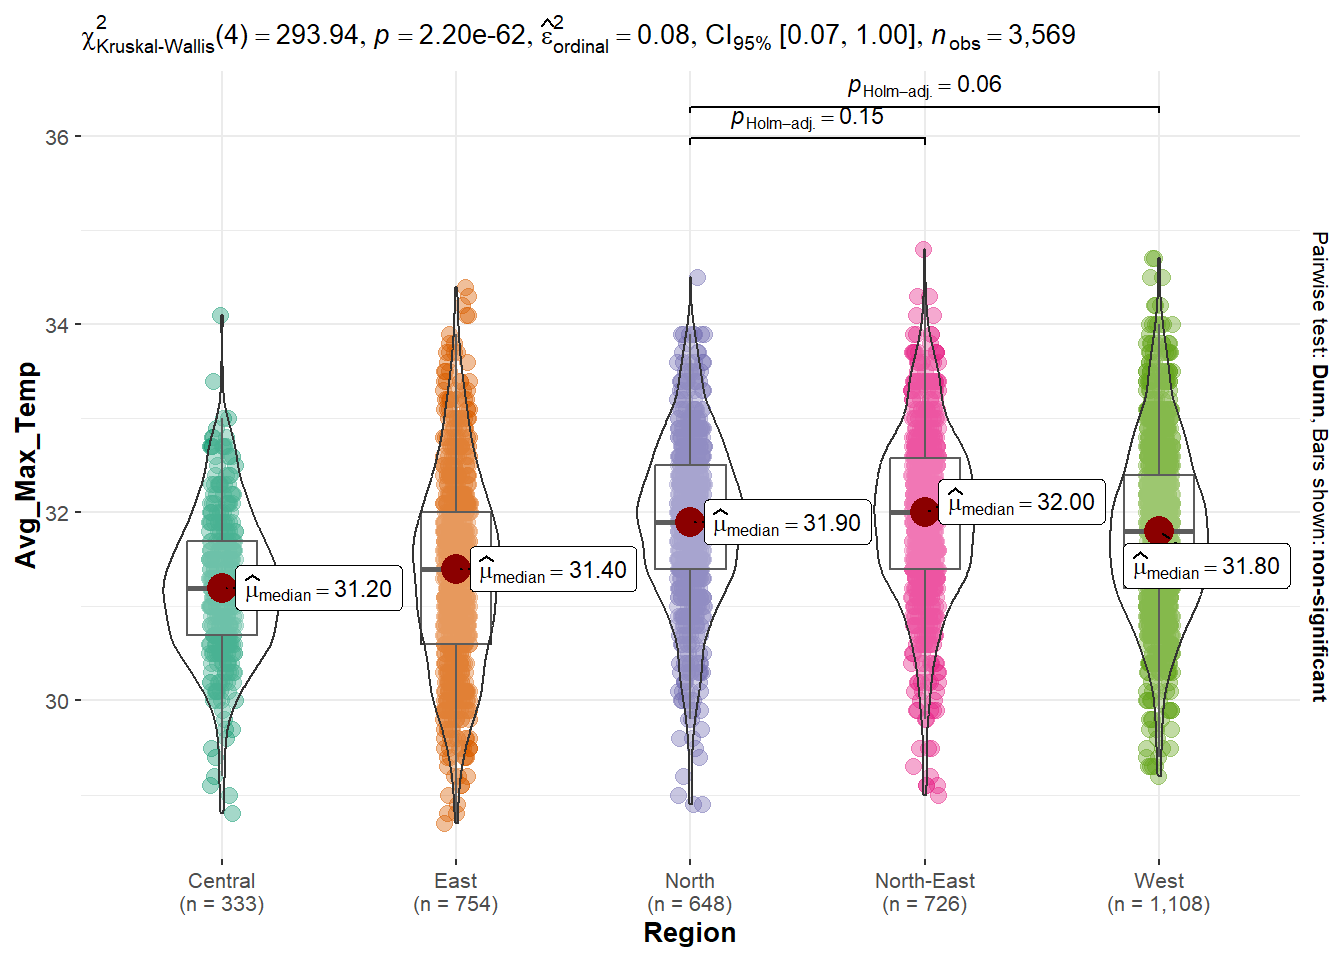 χ²Kruskal-Wallis(4) = 293.94, p = 2.20e-62, ε̂²ordinal = 0.08, CI95% [0.07, 1.00], nobs = 3,569
pHolm−adj. = 0.06
pHolm−adj. = 0.15
36
34
32
30
Avg_Max_Temp
μ̂median = 31.20
μ̂median = 31.40
μ̂median = 31.90
μ̂median = 32.00
μ̂median = 31.80
Pairwise test: Dunn, Bars shown: non-significant
Central
(n = 333)
East
(n = 754)
North
(n = 648)
North-East
(n = 726)
West
(n = 1,108)
Region